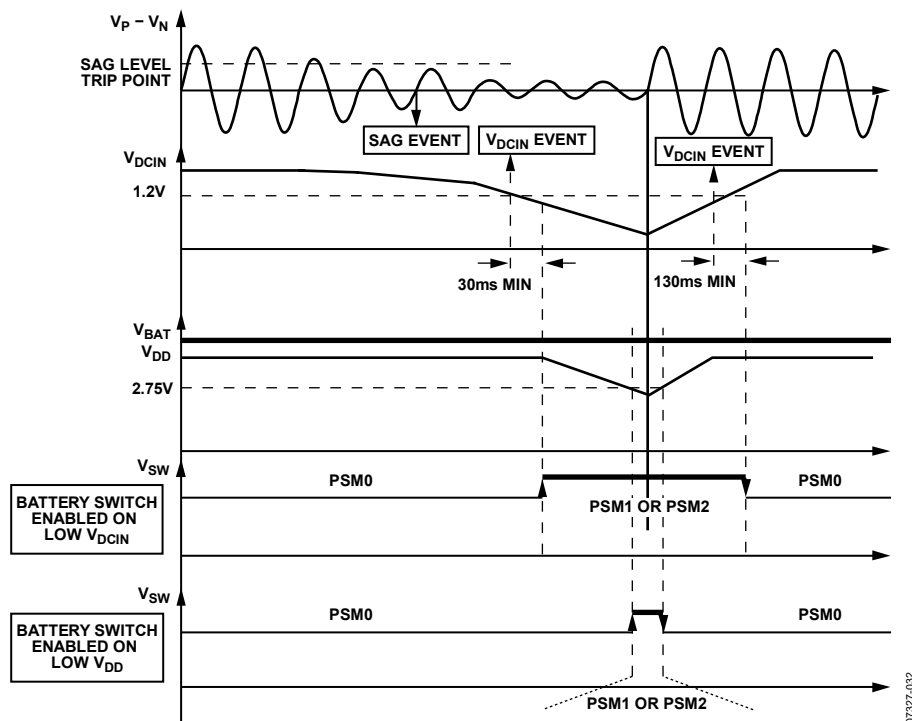 VP − VN
SAG LEVEL
TRIP POINT
SAG EVENT
VDCIN EVENT
VDCIN EVENT
VDCIN
1.2V
30ms MIN
130ms MIN
VBAT
VDD
2.75V
VSW
PSM0
PSM0
BATTERY SWITCH
ENABLED ON
LOW VDCIN
PSM1 OR PSM2
VSW
PSM0
PSM0
BATTERY SWITCH
ENABLED ON
LOW VDD
PSM1 OR PSM2
07327-032